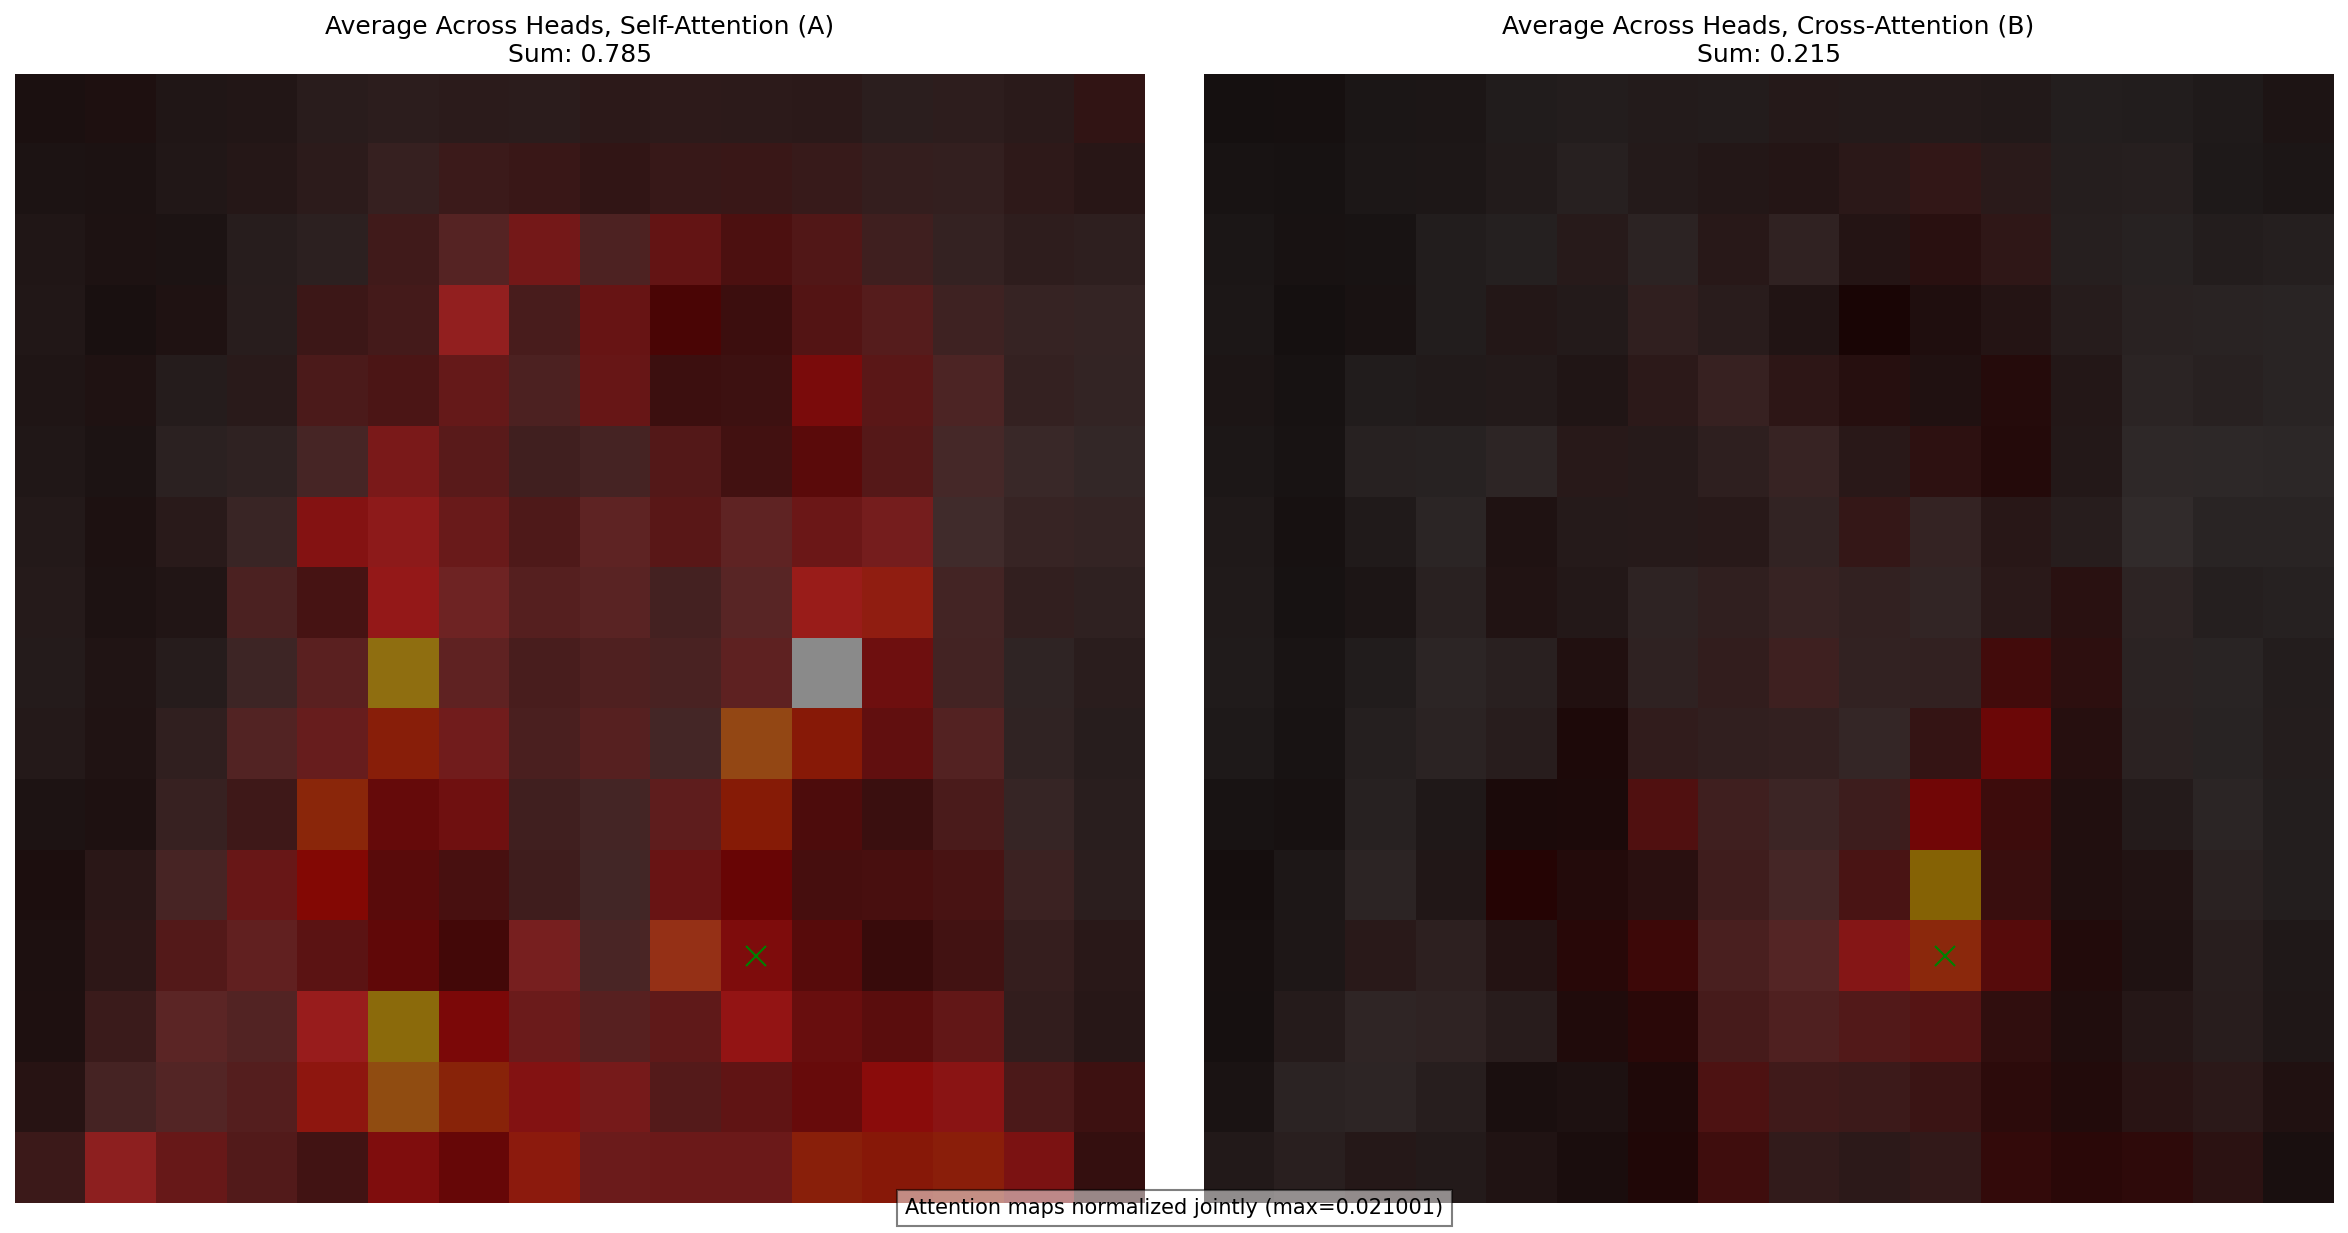 Average Across Heads, Self-Attention (A)
Sum: 0.785
Average Across Heads, Cross-Attention (B)
Sum: 0.215
Attention maps normalized jointly (max=0.021001)